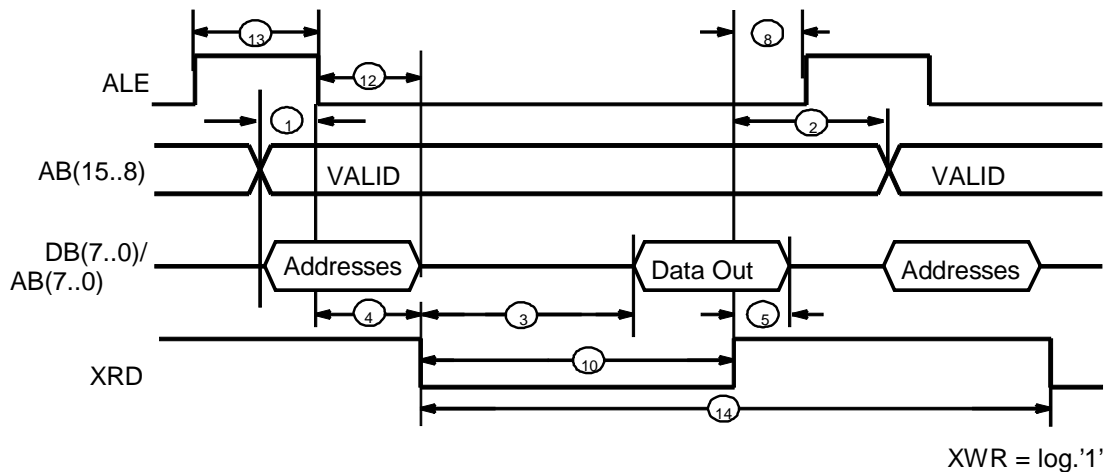 13
8
ALE
12
1
2
AB(15..8)
VALID
VALID
DB(7..0)/
AB(7..0)
Addresses
Data Out
Addresses
4
3
5
XRD
10
14
XWR = log.'1'